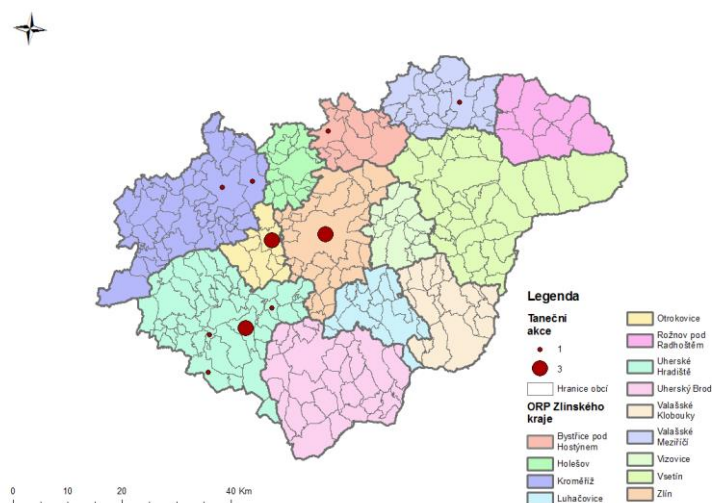 Legenda
Taneční
akce
1
3
Hranice obcí
ORP Zlínského
kraje
Bystřice pod
Hostýnem
Holešov
Kroměříž
Luhačovice
Otrokovice
Rožnov pod
Radhoštěm
Uherské
Hradiště
Uherský Brod
Valašské
Klobouky
Valašské
Meziříčí
Vizovice
Vsetín
Zlín
0 10 20 40 Km